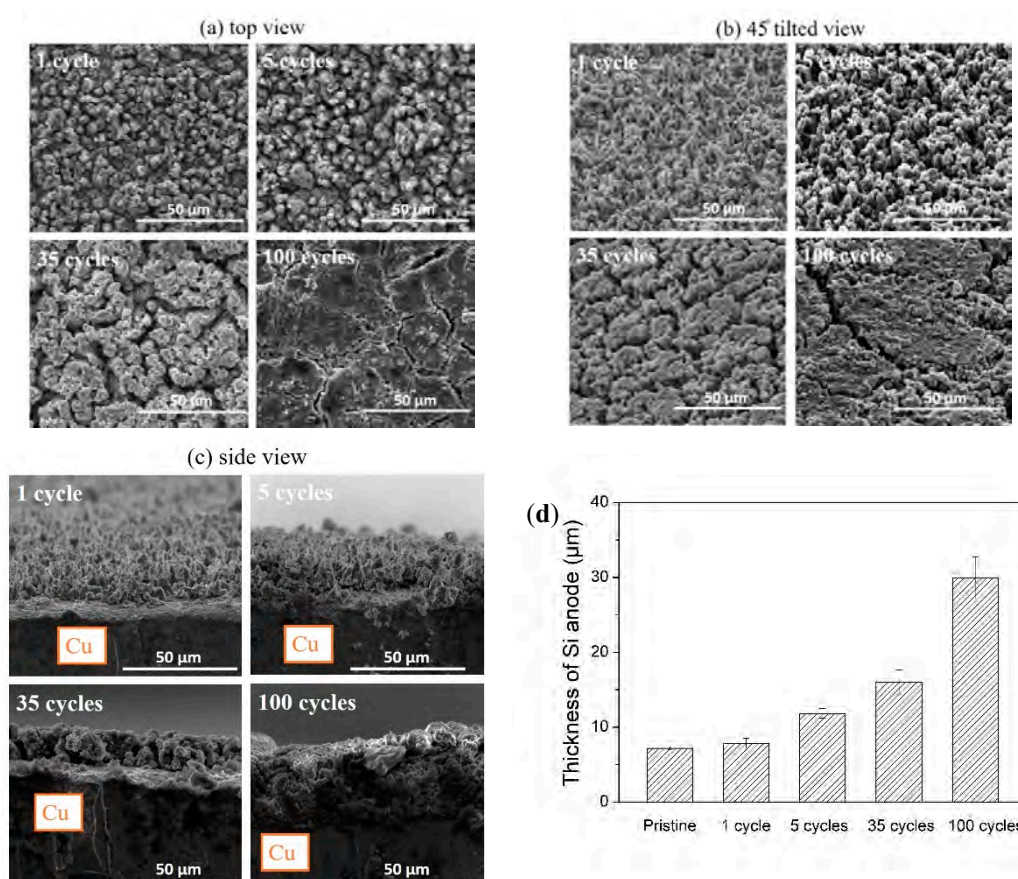 (a) top view
1 cycle
5 cycles
50 µm
50 µm
35 cycles
100 cycles
50 µm
50 µm
(b) 45 tilted view
1 cycle
5 cycles
50 µm
50 µm
35 cycles
100 cycles
50 µm
50 µm
(c) side view
1 cycle
5 cycles
Cu
Cu
50 µm
50 µm
35 cycles
100 cycles
Cu
Cu
50 µm
50 µm
(d)
Thickness of Si anode (µm)
40
30
20
10
0
Pristine
1 cycle
5 cycles
35 cycles
100 cycles